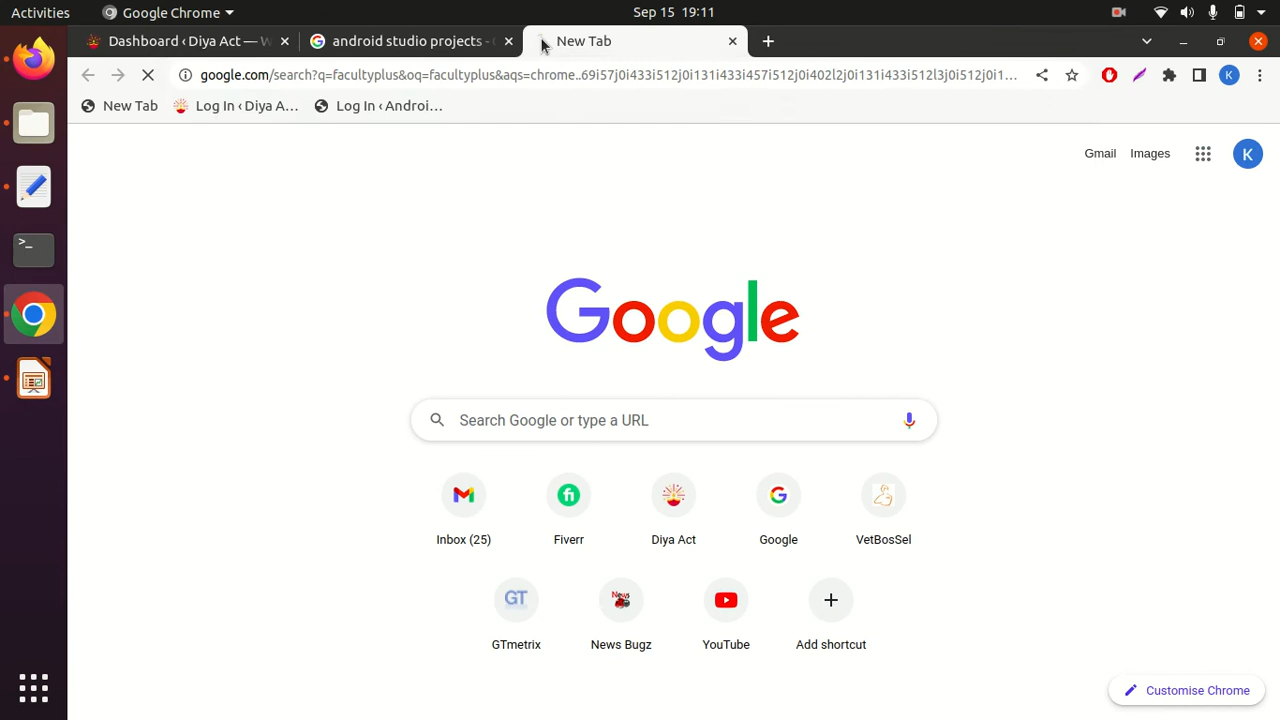 Activities
Google Chrome
Sep 15 19:11
Dashboard ‹ Diya Act — W
android studio projects - G
New Tab
google.com/search?q=facultyplus&oq=facultyplus&aqs=chrome..69i57j0i433i512j0i131i433i457i512j0i402l2j0i131i433i512l3j0i512j0i1...
New Tab
Log In ‹ Diya A...
Log In ‹ Androi...
Gmail
Images
K
K
Google
Search Google or type a URL
Inbox (25)
Fiverr
Diya Act
Google
VetBosSel
GT
GTmetrix
News Bugz
YouTube
Add shortcut
Customise Chrome